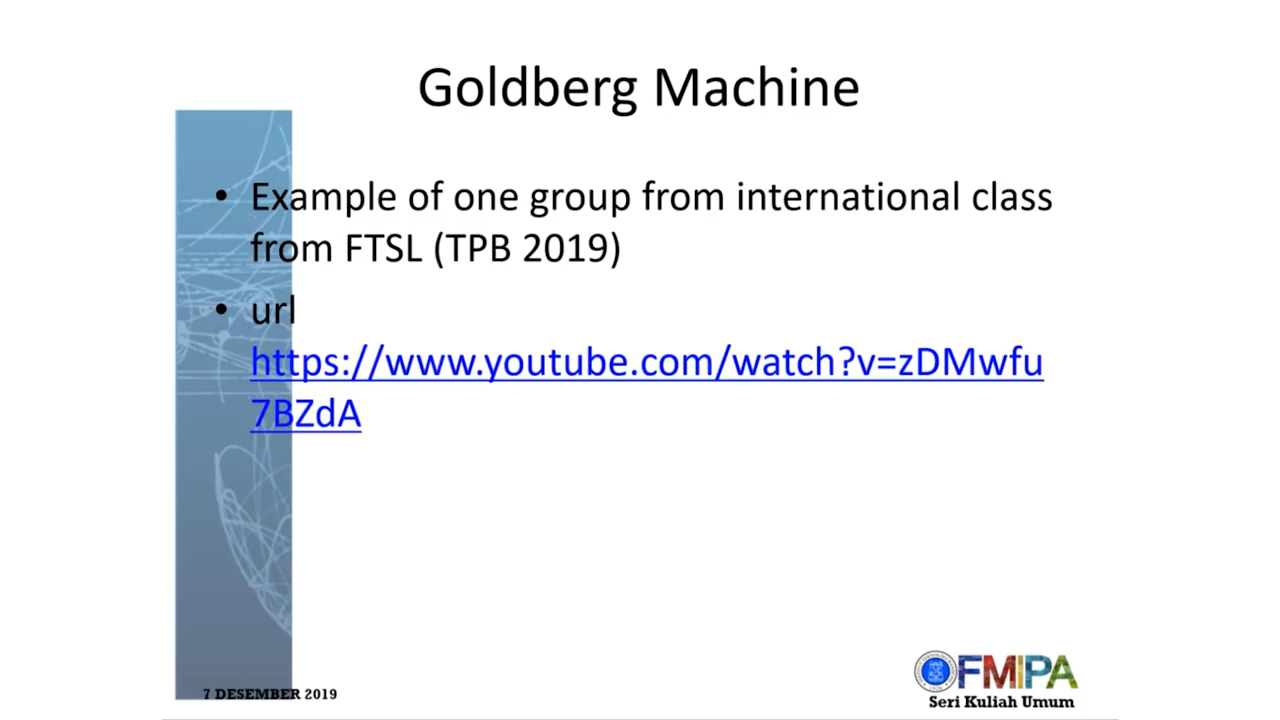 Goldberg Machine
• Example of one group from international class
from FTSL (TPB 2019)
• url
https://www.youtube.com/watch?v=zDMwfu
7BZdA
7 DESEMBER 2019
FMIPA
Seri Kuliah Umum